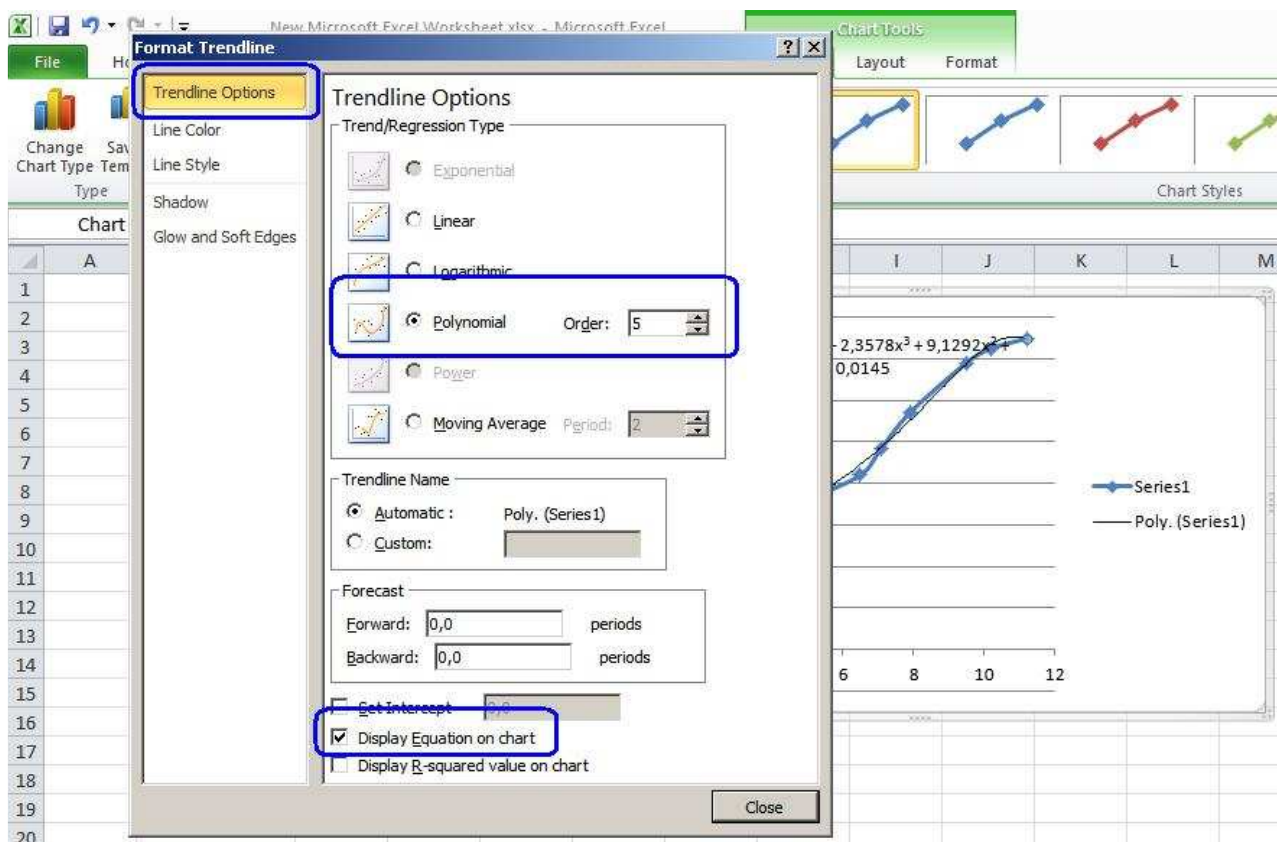 New Microsoft Excel Worksheet.xlsx - Microsoft Excel
Chart Tools
Format Trendline
File
Layout
Format
Change
Chart Type
Type
Chart Styles
Chart
Trendline Options
Line Color
Line Style
Shadow
Glow and Soft Edges
Trendline Options
Trend/Regression Type
Exponential
Linear
Logarithmic
Polynomial Order: 5
Power
Moving Average Period: 2
Trendline Name
Automatic : Poly. (Series1)
Custom:
Forecast
Forward: 0,0 periods
Backward: 0,0 periods
Set Intercept 0,0
Display Equation on chart
Display R-squared value on chart
Close
A I J K L M
1
2
3
4
5
6
7
8
9
10
11
12
13
14
15
16
17
18
19
20
- 2,3578x³ + 9,1292x² +
0,0145
Series1
Poly. (Series1)
6 8 10 12